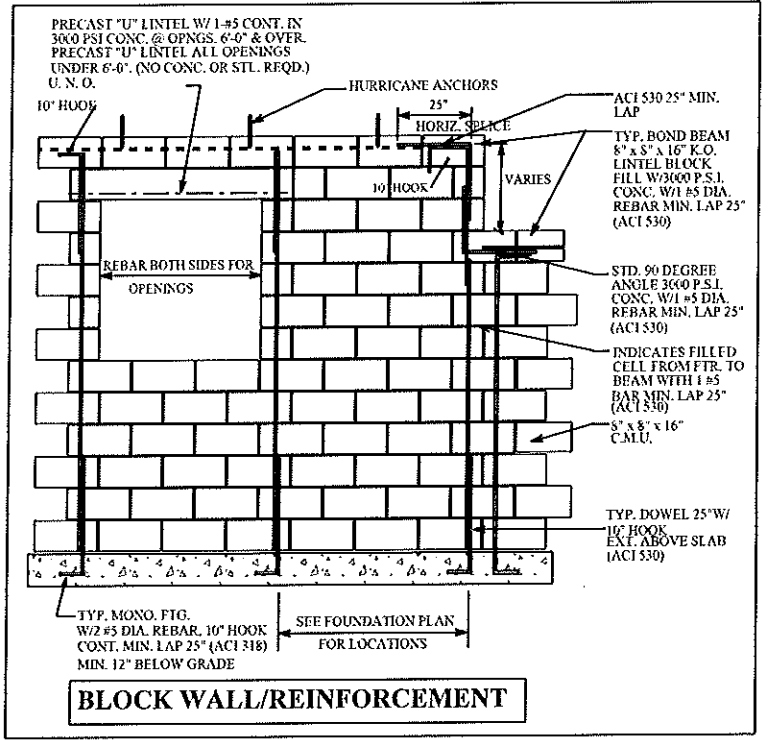 PRECAST "U" LINTEL W/ 1-#5 CONT. IN
3000 PSI CONC. @ OPNGS. 6'-0" & OVER.
PRECAST "U" LINTEL ALL OPENINGS
UNDER 6'-0". (NO CONC. OR STL. REQD.)
U. N. O.
10" HOOK
HURRICANE ANCHORS
25"
HORIZ. SPLICE
10" HOOK
VARIES
ACI 530 25" MIN.
LAP
TYP. BOND BEAM
8" x 8" x 16" K.O.
LINTEL BLOCK
FILL W/3000 P.S.I.
CONC. W/1 #5 DIA.
REBAR MIN. LAP 25"
(ACI 530)
REBAR BOTH SIDES FOR
OPENINGS
STD. 90 DEGREE
ANGLE 3000 P.S.I.
CONC. W/1 #5 DIA.
REBAR MIN. LAP 25"
(ACI 530)
INDICATES FILLED
CELL FROM FTR. TO
BEAM WITH 1 #5
BAR MIN. LAP 25"
(ACI 530)
8" x 8" x 16"
C.M.U.
TYP. DOWEL 25"W/
10" HOOK
EXT. ABOVE SLAB
(ACI 530)
TYP. MONO. FTG.
W/2 #5 DIA. REBAR, 10" HOOK
CONT. MIN. LAP 25" (ACI 318)
MIN. 12" BELOW GRADE
SEE FOUNDATION PLAN
FOR LOCATIONS
BLOCK WALL/REINFORCEMENT